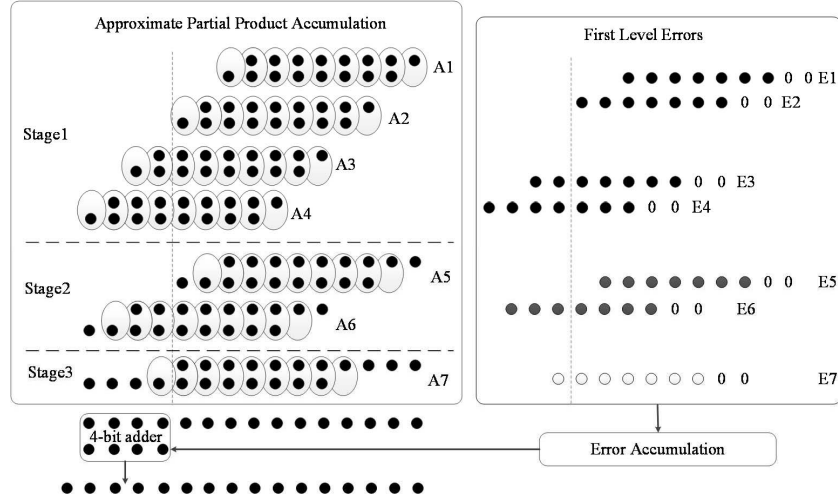 Approximate Partial Product Accumulation
A1
A2
Stage1
A3
A4
A5
Stage2
A6
Stage3
A7
4-bit adder
First Level Errors
0 0 E1
0 0 E2
0 0 E3
0 0 E4
0 0 E5
0 0 E6
0 0 E7
Error Accumulation